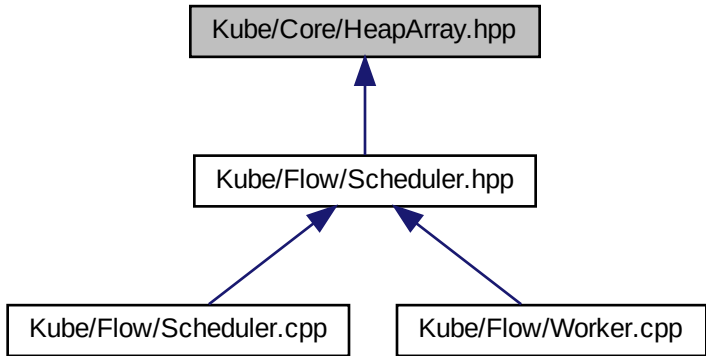 Kube/Core/HeapArray.hpp
Kube/Flow/Scheduler.hpp
Kube/Flow/Scheduler.cpp
Kube/Flow/Worker.cpp